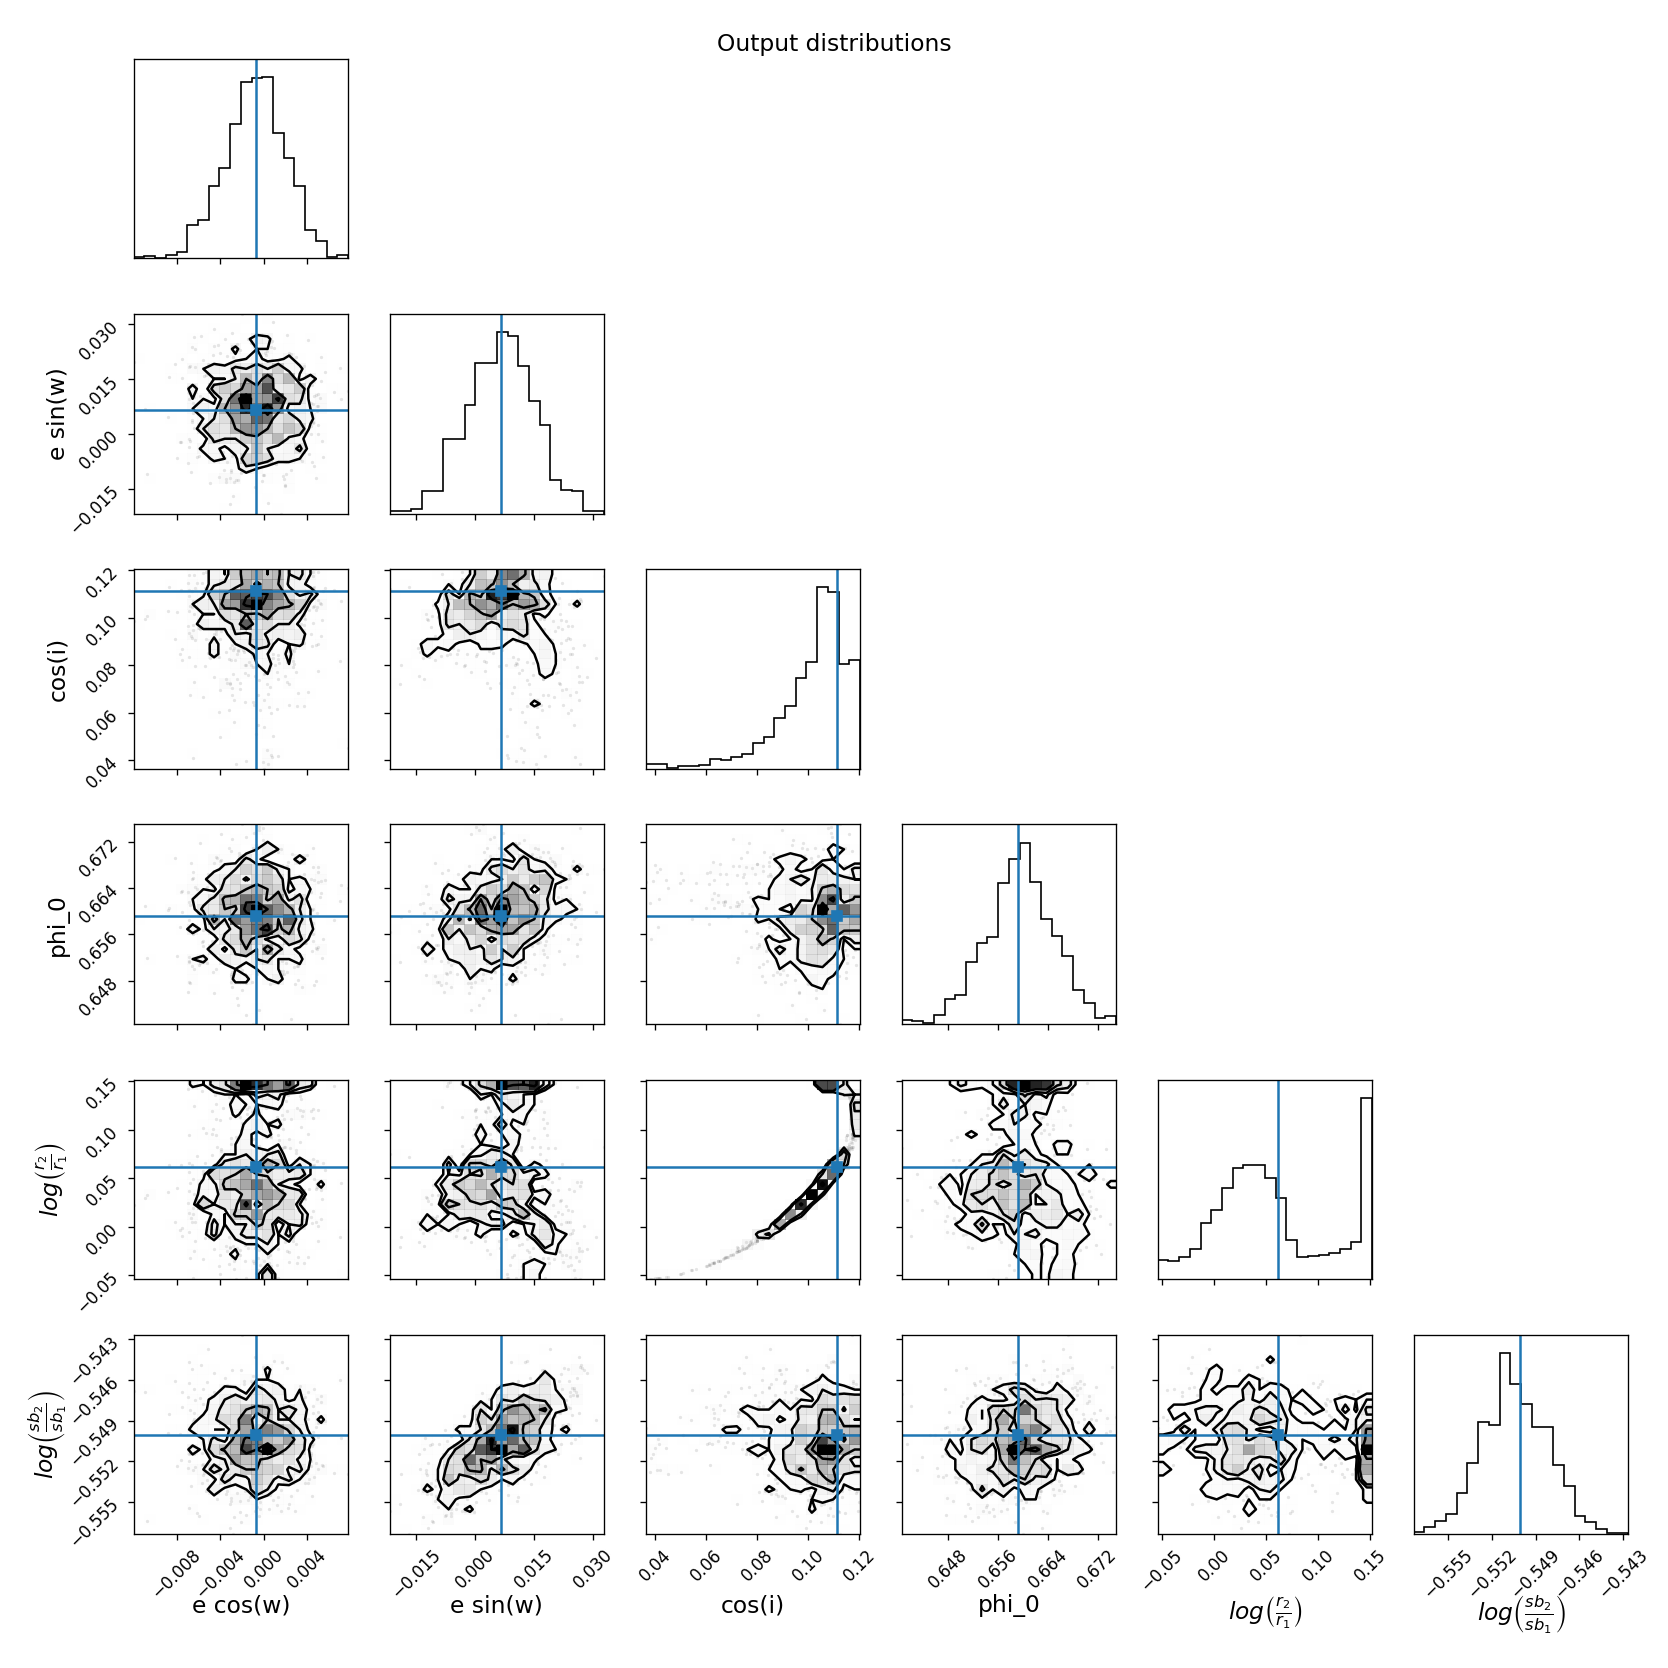 Output distributions
e sin(w)
0.030
0.015
0.000
−0.015
cos(i)
0.12
0.10
0.08
0.06
0.04
phi_0
0.672
0.664
0.656
0.648
log(r₂/r₁)
0.15
0.10
0.05
0.00
−0.05
log(sb₂/sb₁)
−0.543
−0.546
−0.549
−0.552
−0.555
−0.008 −0.004 0.000 0.004
e cos(w)
−0.015 0.000 0.015 0.030
e sin(w)
0.04 0.06 0.08 0.10 0.12
cos(i)
0.648 0.656 0.664 0.672
phi_0
−0.05 0.00 0.05 0.10 0.15
log(r₂/r₁)
−0.555 −0.552 −0.549 −0.546 −0.543
log(sb₂/sb₁)